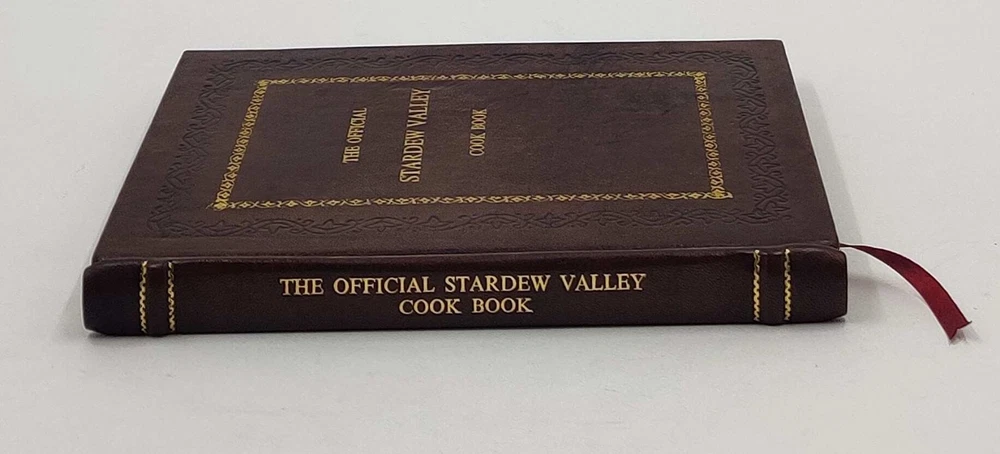 THE OFFICIAL
STARDEW VALLEY
COOK BOOK
THE OFFICIAL STARDEW VALLEY
COOK BOOK